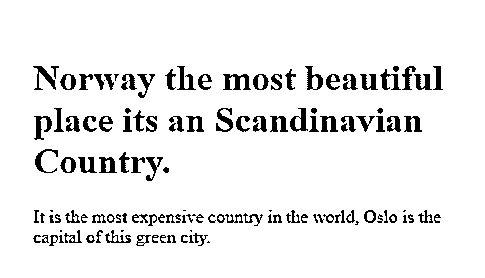 Norway the most beautiful
place its an Scandinavian
Country.
It is the most expensive country in the world, Oslo is the
capital of this green city.